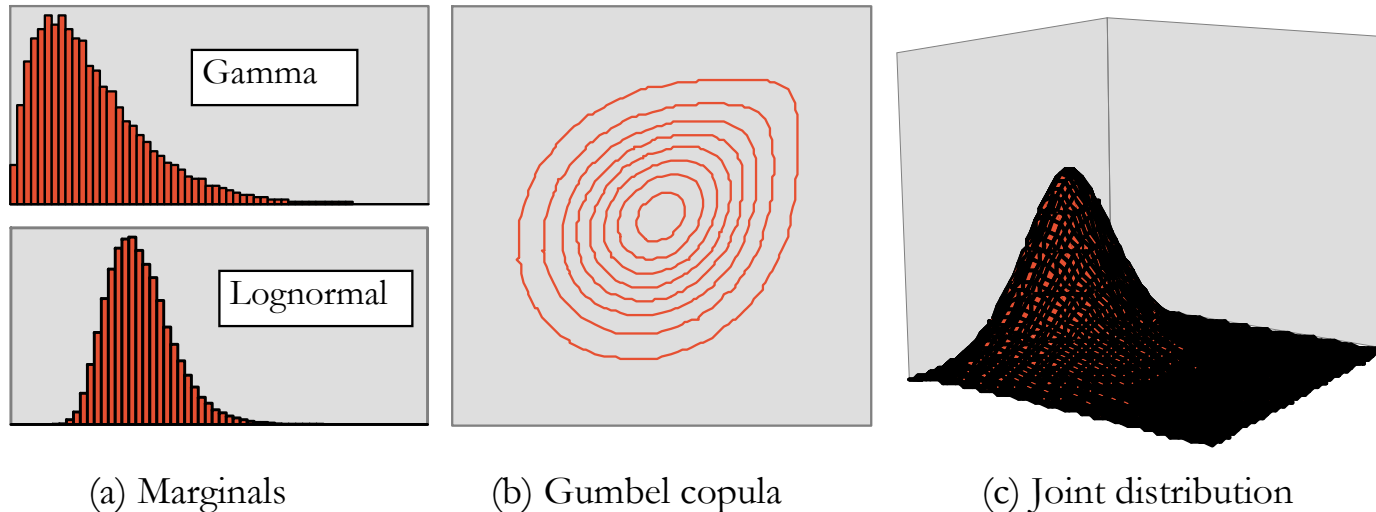 Gamma
Lognormal
(a) Marginals
(b) Gumbel copula
(c) Joint distribution